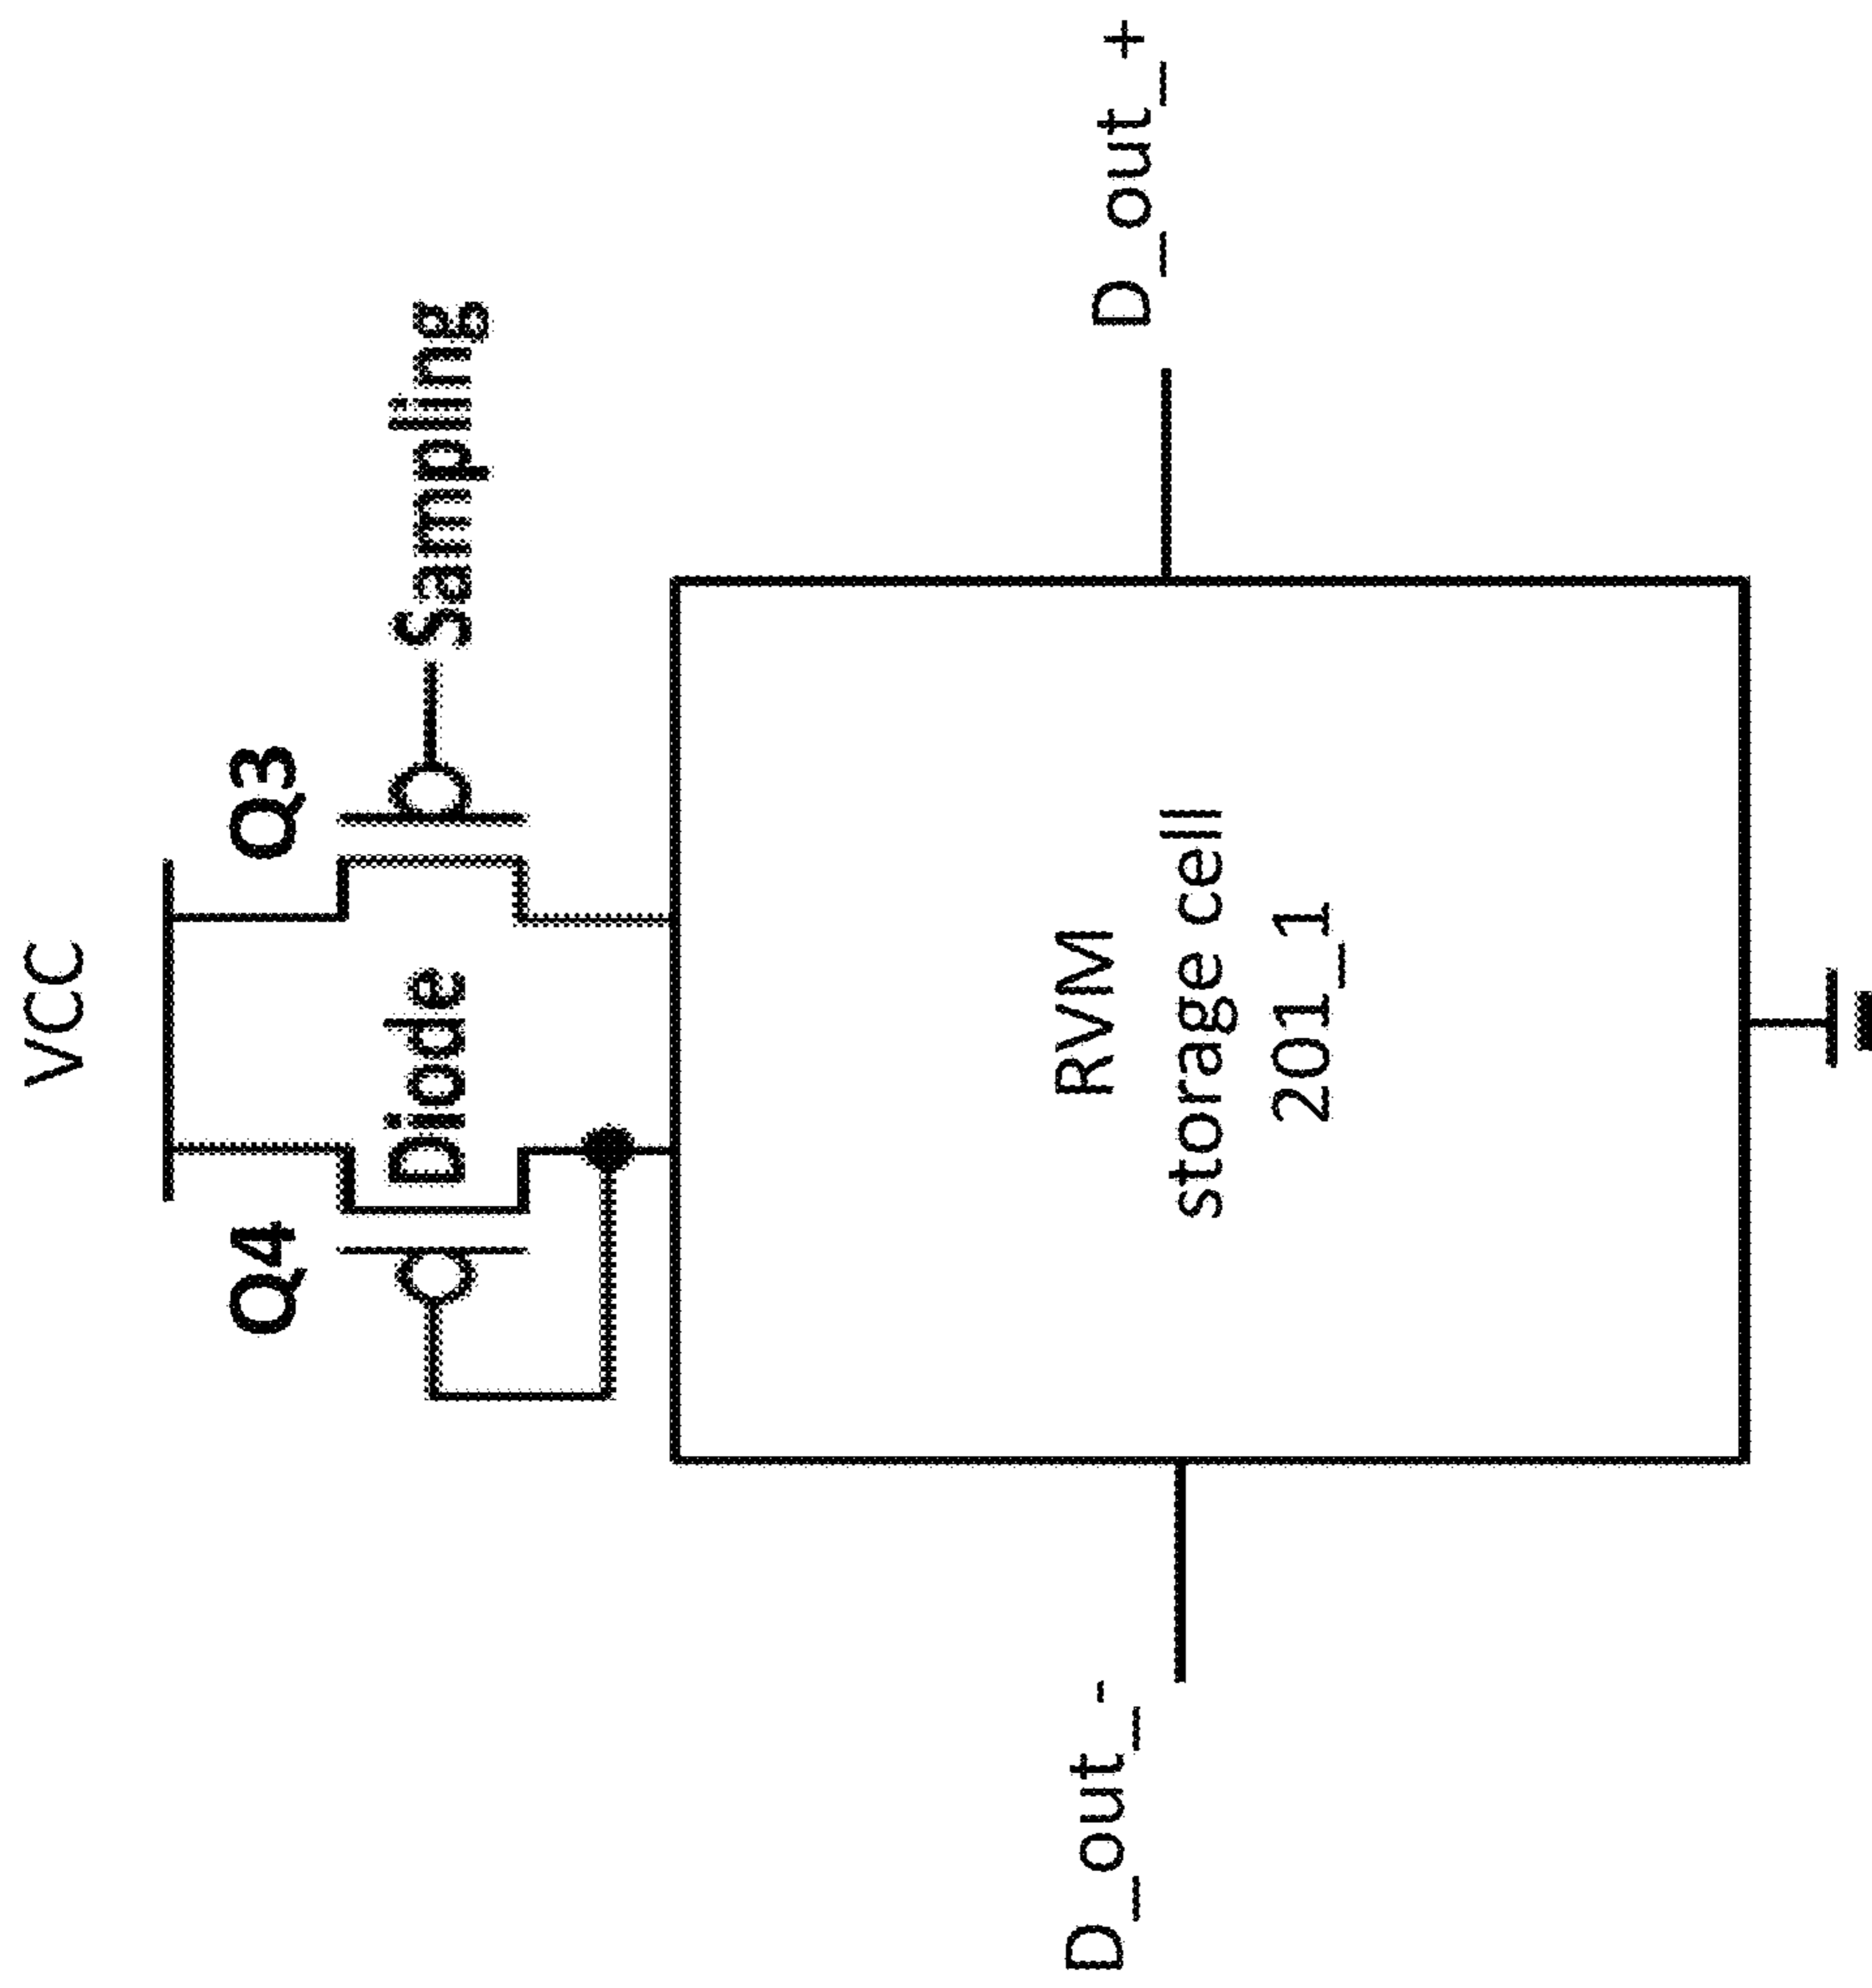 VCC
Q4
Q3
Diode
Sampling
D_out_-
RVM
storage cell
201_1
D_out_+